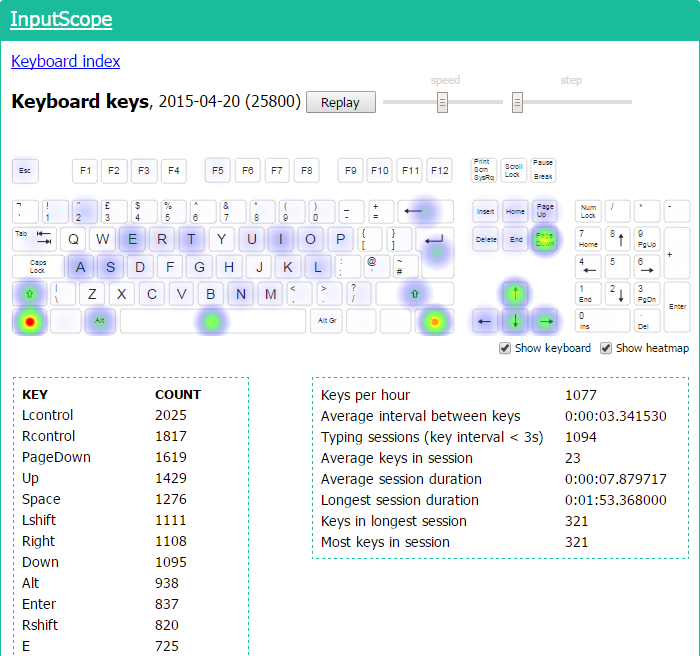 InputScope
Keyboard index
speed step
Keyboard keys, 2015-04-20 (25800) Replay
Esc F1 F2 F3 F4 F5 F6 F7 F8 F9 F10 F11 F12 Print Scrn SysRq Scroll Lock Pause Break
¬ ` ! 1 " 2 £ 3 $ 4 % 5 ^ 6 & 7 * 8 ( 9 ) 0 _ - + = ← Insert Home Page Up Num Lock / * -
Tab Q W E R T Y U I O P { [ } ] Delete End Page Down 7 Home 8 ↑ 9 PgUp +
Caps Lock A S D F G H J K L : ; @ ' ~ # 4 ← 5 6 →
⇧ | \ Z X C V B N M < , > . ? / ⇧ ↑ 1 End 2 ↓ 3 PgDn Enter
Alt Alt Gr ← ↓ → 0 Ins . Del
Show keyboard Show heatmap
KEY COUNT
Lcontrol 2025
Rcontrol 1817
PageDown 1619
Up 1429
Space 1276
Lshift 1111
Right 1108
Down 1095
Alt 938
Enter 837
Rshift 820
E 725
Keys per hour 1077
Average interval between keys 0:00:03.341530
Typing sessions (key interval < 3s) 1094
Average keys in session 23
Average session duration 0:00:07.879717
Longest session duration 0:01:53.368000
Keys in longest session 321
Most keys in session 321